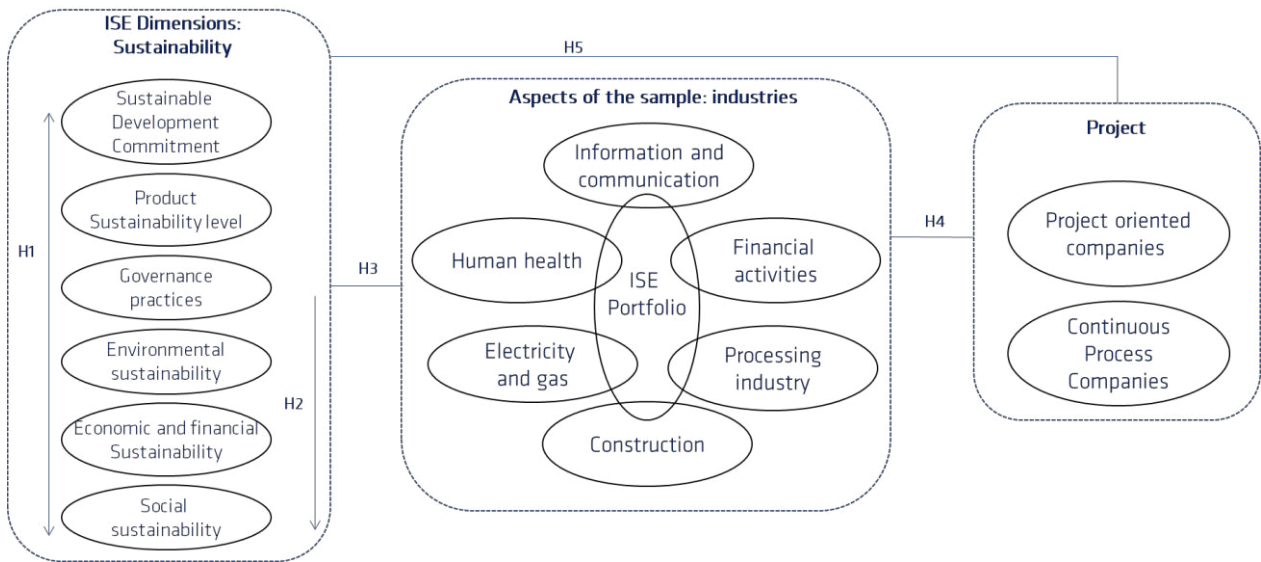 ISE Dimensions:
Sustainability
Sustainable
Development
Commitment
Product
Sustainability level
Governance
practices
Environmental
sustainability
Economic and financial
Sustainability
Social
sustainability
H1
H2
H3
H5
Aspects of the sample: industries
Information and
communication
Human health
Financial
activities
ISE
Portfolio
Electricity
and gas
Processing
industry
Construction
H4
Project
Project oriented
companies
Continuous
Process
Companies